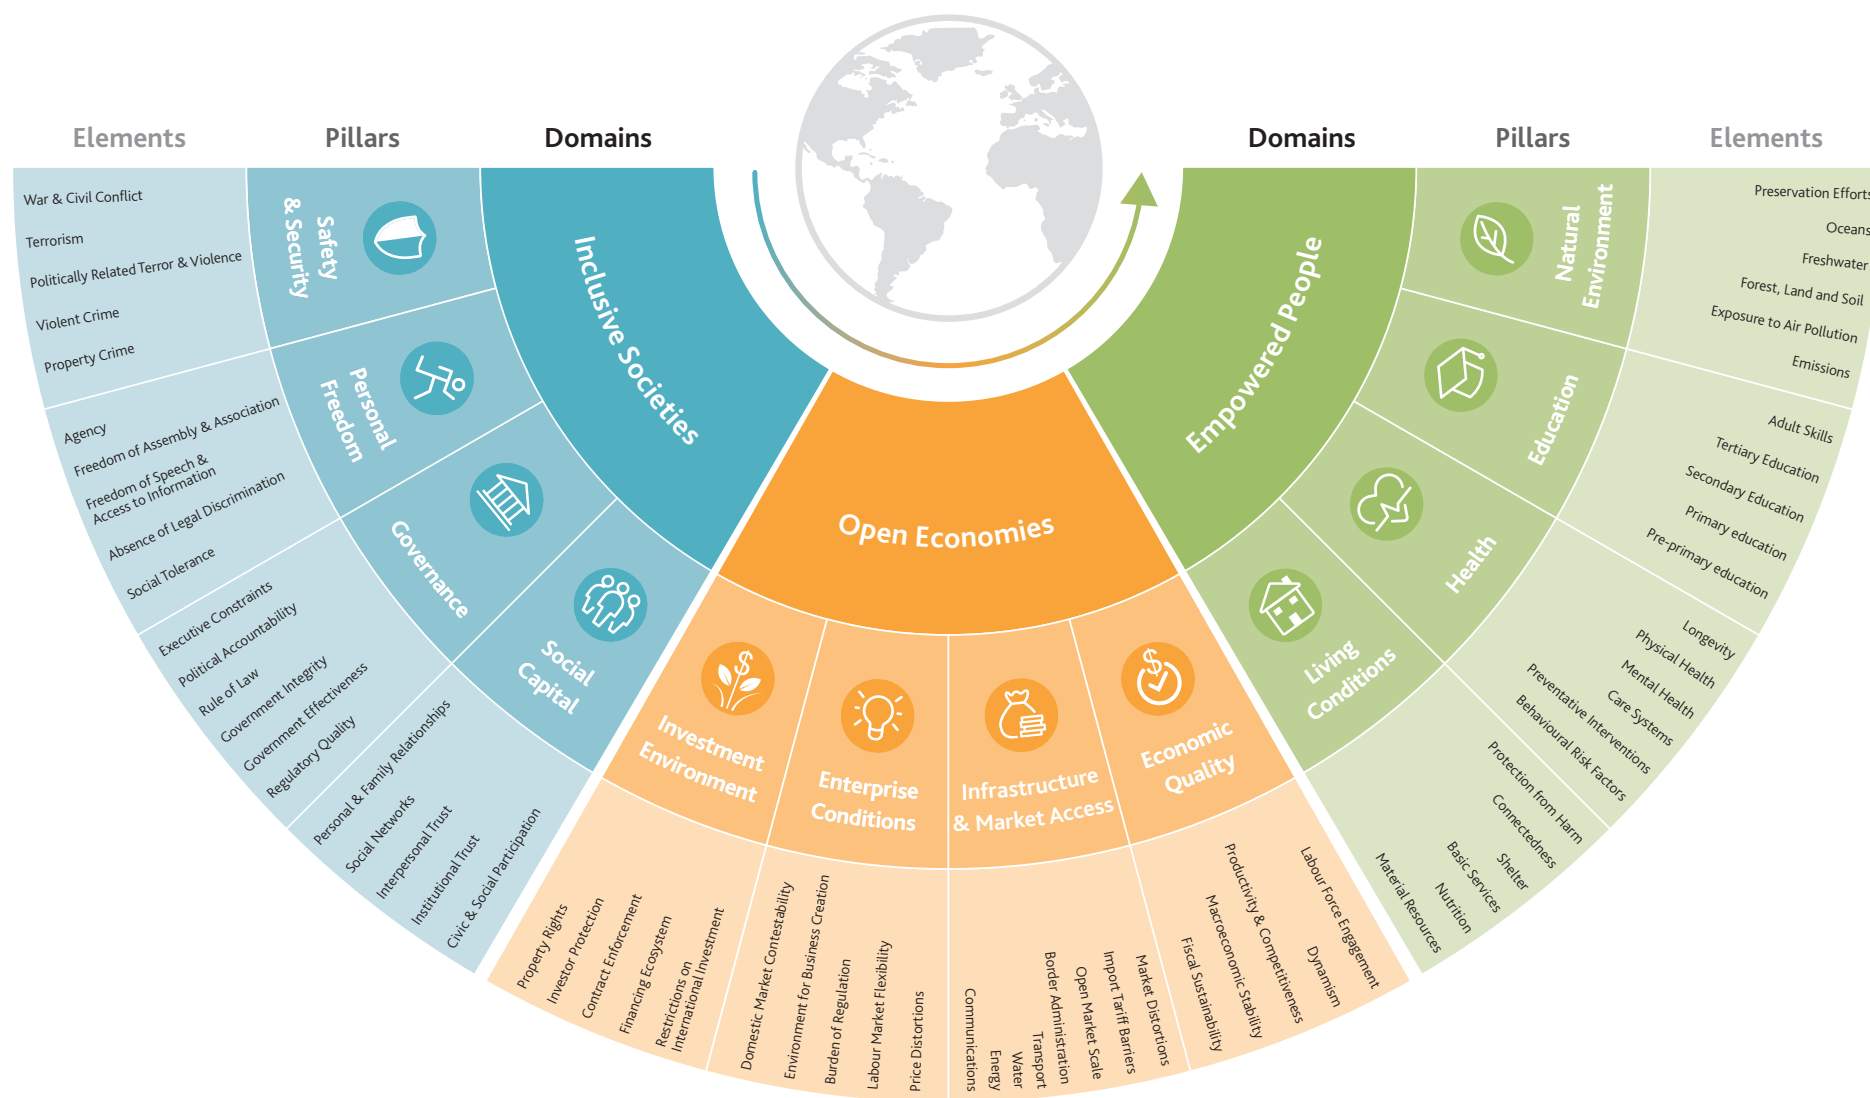 Elements
Pillars
Domains
Domains
Pillars
Elements
Inclusive Societies
Safety
& Security
War & Civil Conflict
Terrorism
Politically Related Terror & Violence
Violent Crime
Property Crime
Personal
Freedom
Agency
Freedom of Assembly & Association
Freedom of Speech &
Access to Information
Absence of Legal Discrimination
Social Tolerance
Governance
Executive Constraints
Political Accountability
Rule of Law
Government Integrity
Government Effectiveness
Regulatory Quality
Social
Capital
Personal & Family Relationships
Social Networks
Interpersonal Trust
Institutional Trust
Civic & Social Participation
Open Economies
Investment
Environment
Property Rights
Investor Protection
Contract Enforcement
Financing Ecosystem
Restrictions on
International Investment
Enterprise
Conditions
Domestic Market Contestability
Environment for Business Creation
Burden of Regulation
Labour Market Flexibility
Price Distortions
Infrastructure
& Market Access
Communications
Energy
Water
Transport
Border Administration
Open Market Scale
Import Tariff Barriers
Market Distortions
Economic
Quality
Fiscal Sustainability
Macroeconomic Stability
Productivity & Competitiveness
Dynamism
Labour Force Engagement
Empowered People
Living
Conditions
Material Resources
Nutrition
Basic Services
Shelter
Connectedness
Protection from Harm
Health
Behavioural Risk Factors
Preventative Interventions
Care Systems
Mental Health
Physical Health
Longevity
Education
Pre-primary education
Primary education
Secondary Education
Tertiary Education
Adult Skills
Natural
Environment
Emissions
Exposure to Air Pollution
Forest, Land and Soil
Freshwater
Oceans
Preservation Efforts